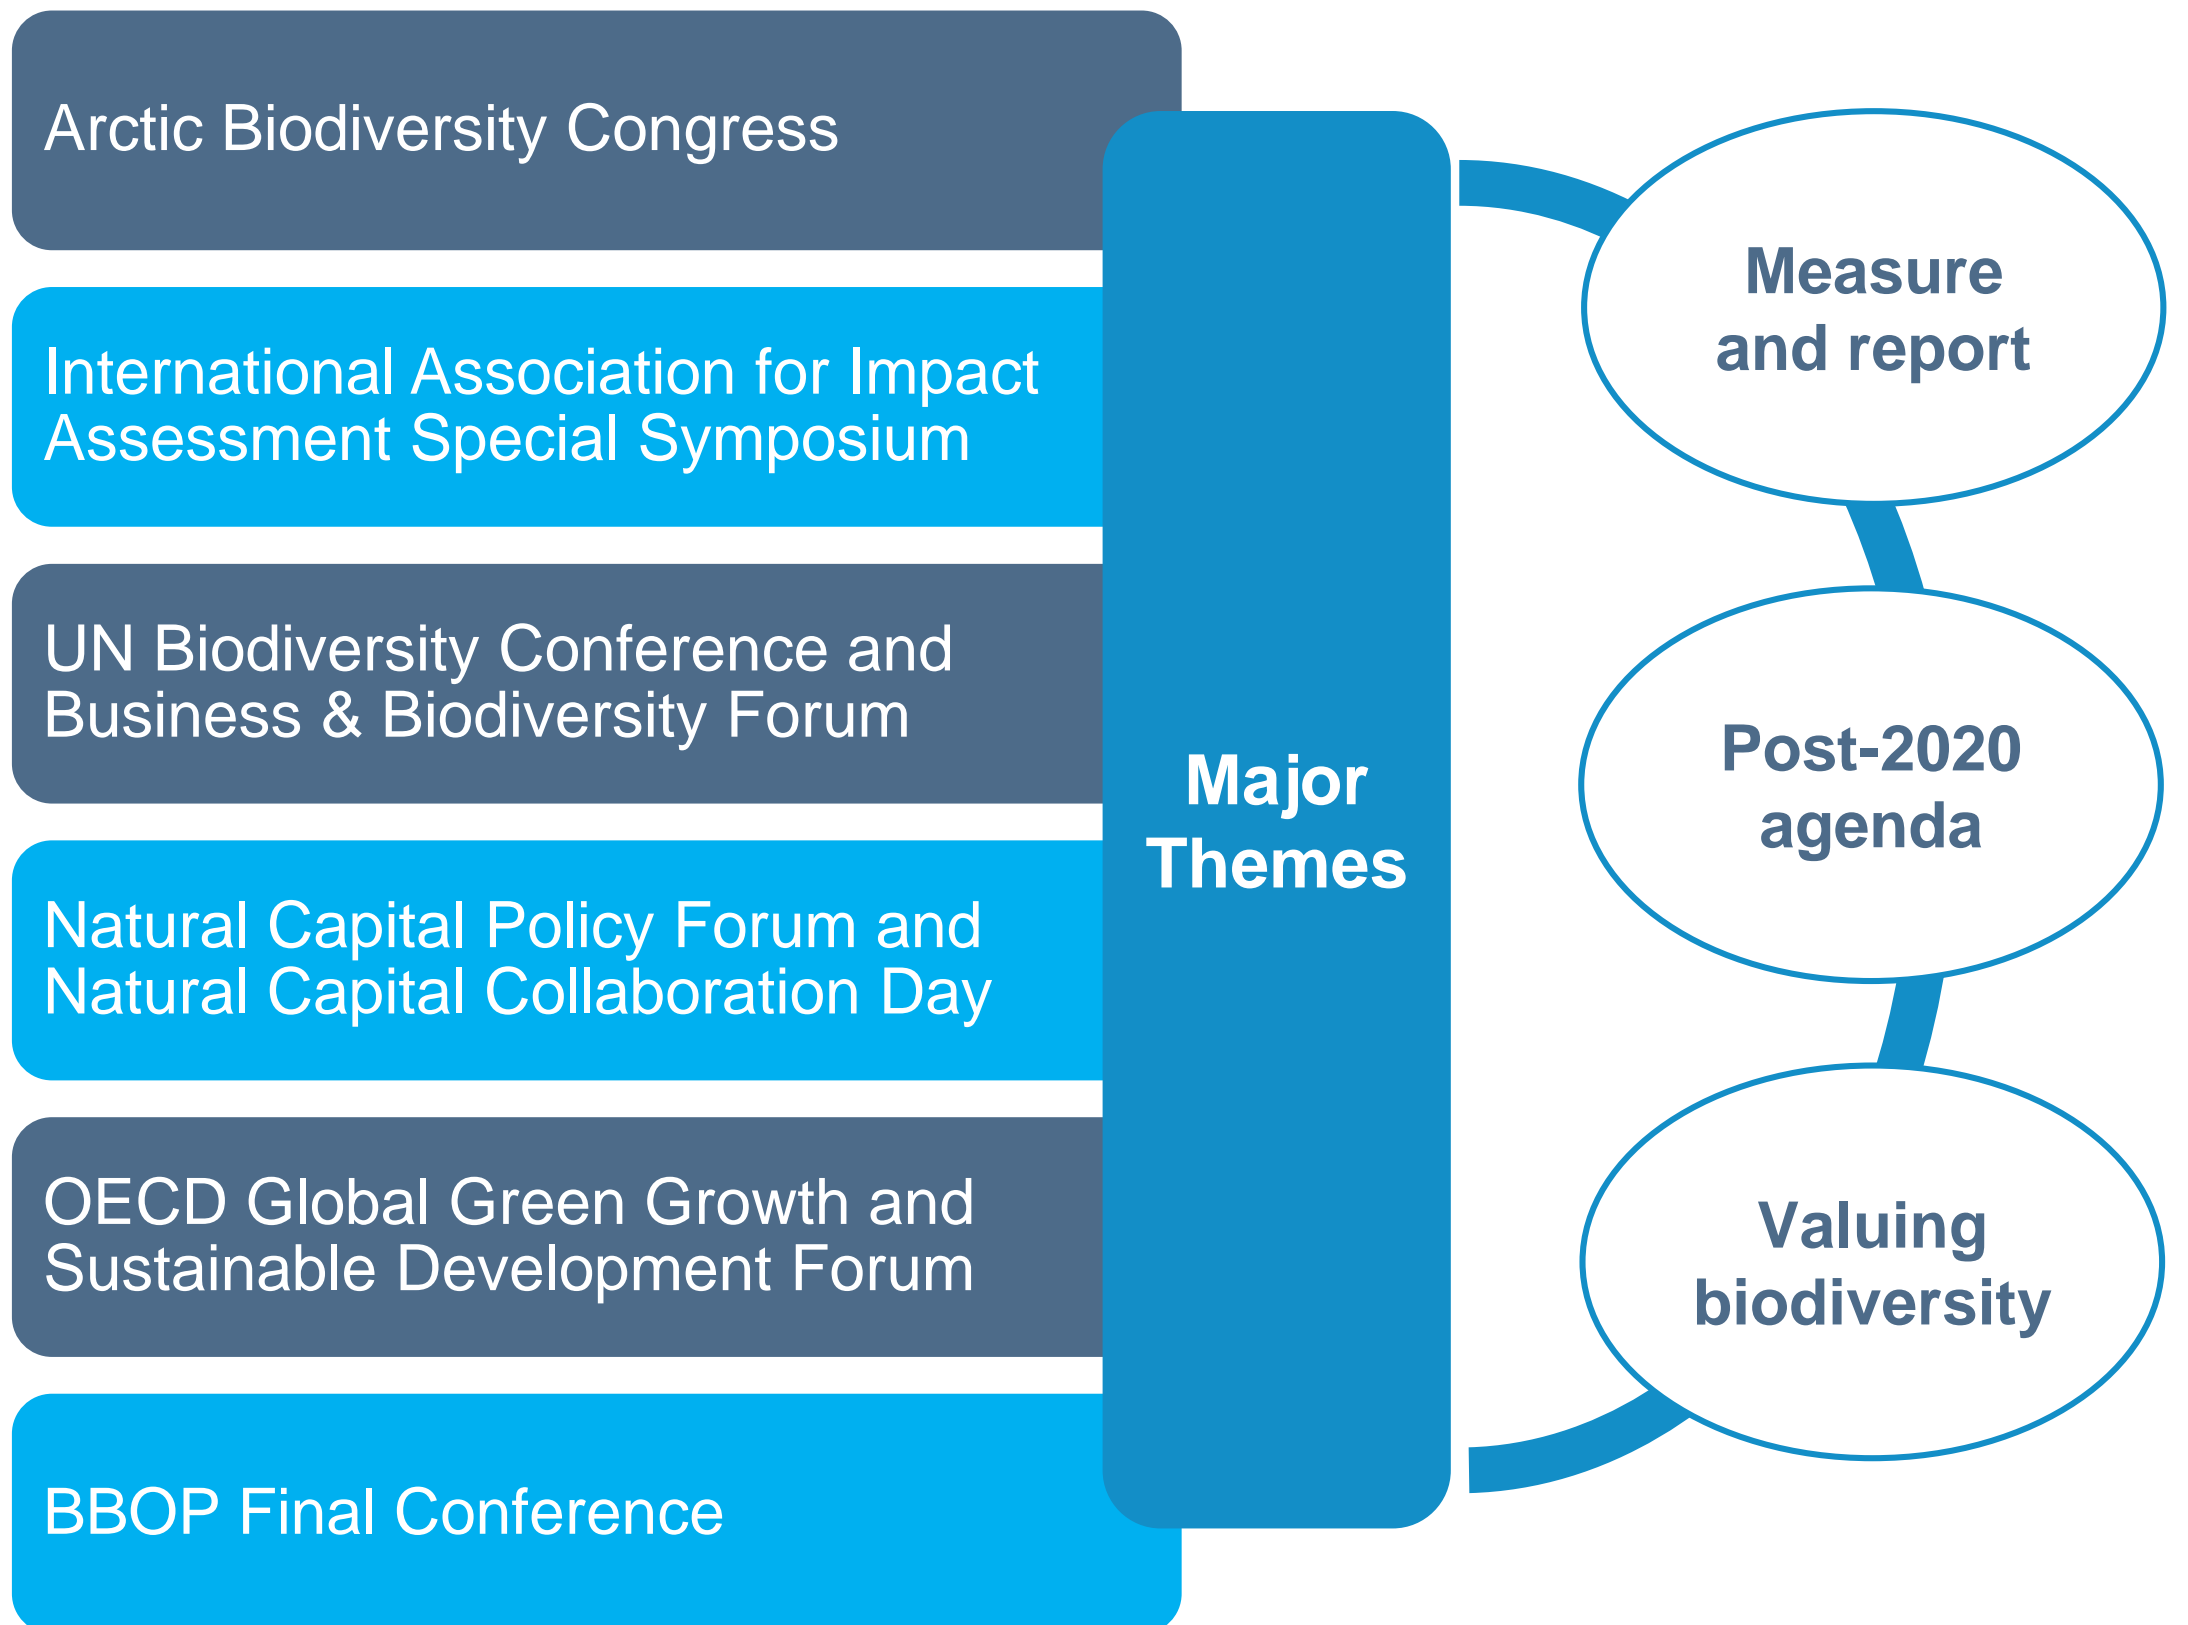 Arctic Biodiversity Congress
International Association for Impact
Assessment Special Symposium
UN Biodiversity Conference and
Business & Biodiversity Forum
Natural Capital Policy Forum and
Natural Capital Collaboration Day
OECD Global Green Growth and
Sustainable Development Forum
BBOP Final Conference
Major
Themes
Measure
and report
Post-2020
agenda
Valuing
biodiversity